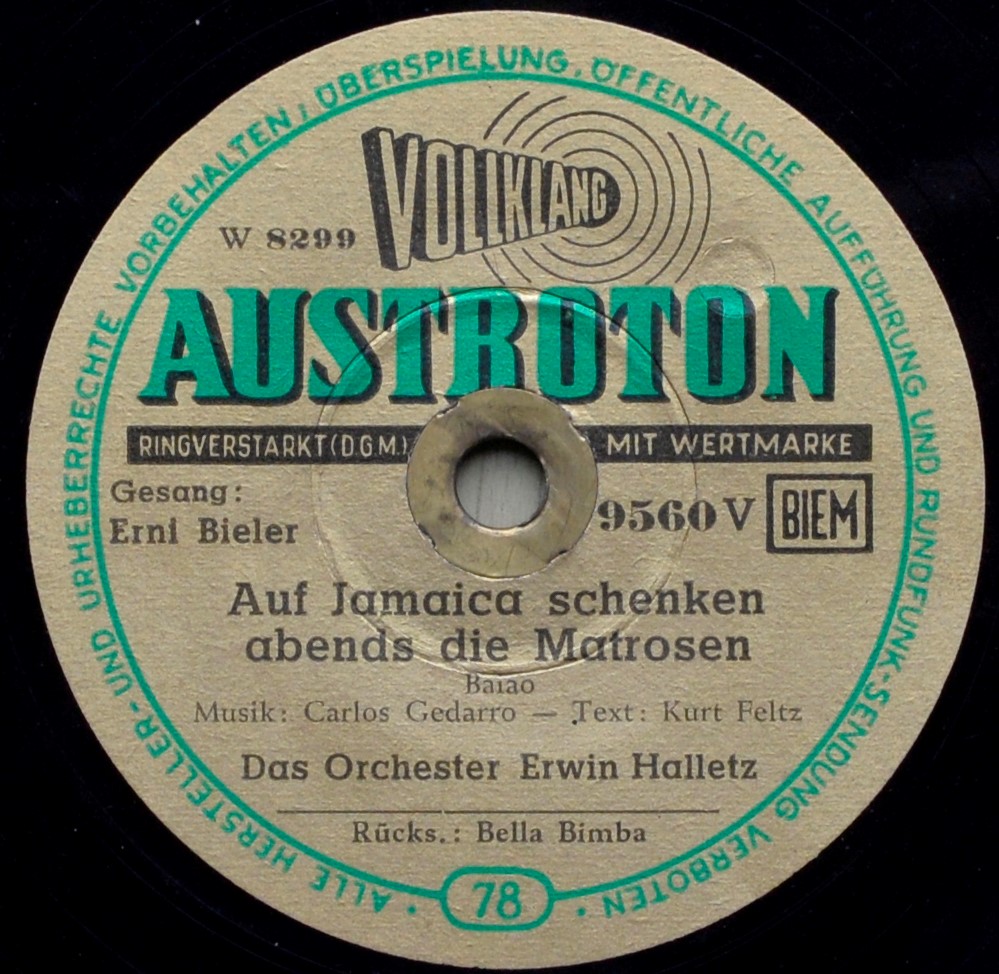 ALLE HERSTELLER- UND URHEBERRECHTE VORBEHALTEN, ÜBERSPIELUNG, ÖFFENTLICHE AUFFÜHRUNG UND RUNDFUNK-SENDUNG VERBOTEN
VOLLKLANG
W 8299
AUSTROTON
RINGVERSTARKT (D.G.M.) MIT WERTMARKE
Gesang:
Erni Bieler
9560 V BIEM
Auf Jamaica schenken
abends die Matrosen
Baiao
Musik: Carlos Gedarro — Text: Kurt Feltz
Das Orchester Erwin Halletz
Rücks.: Bella Bimba
78